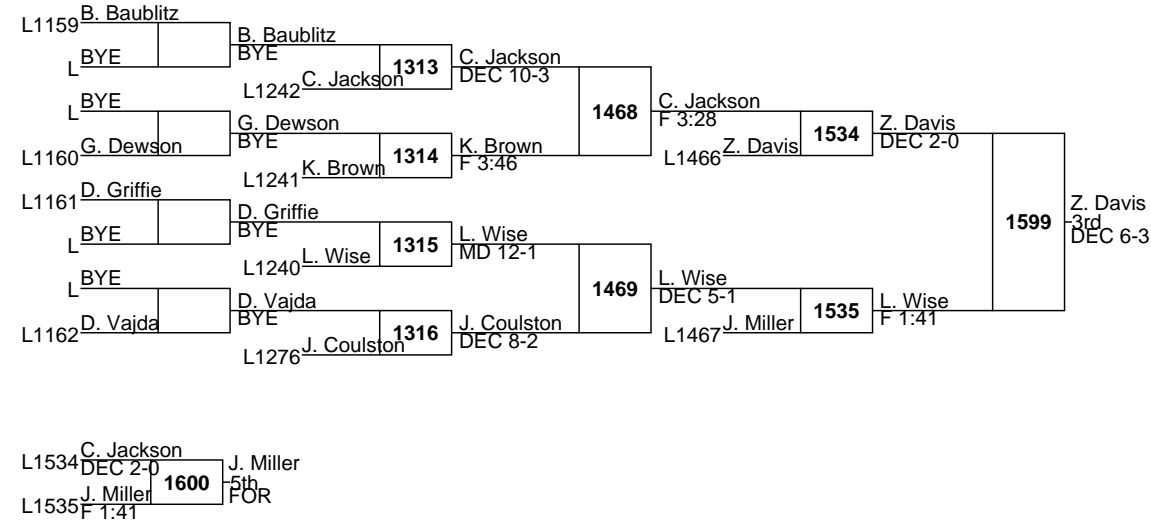 B. Baublitz
L1159
B. Baublitz
BYE
BYE
L
1313
C. Jackson
DEC 10-3
C. Jackson
L1242
BYE
L
1468
C. Jackson
F 3:28
G. Dewson
BYE
G. Dewson
L1160
1314
K. Brown
F 3:46
K. Brown
L1241
1534
Z. Davis
DEC 2-0
Z. Davis
L1466
D. Griffie
L1161
D. Griffie
BYE
BYE
L
1315
L. Wise
MD 12-1
L. Wise
L1240
1599
Z. Davis
3rd
DEC 6-3
BYE
L
1469
L. Wise
DEC 5-1
D. Vajda
BYE
D. Vajda
L1162
1316
J. Coulston
DEC 8-2
J. Coulston
L1276
1535
L. Wise
F 1:41
J. Miller
L1467
C. Jackson
L1534
DEC 2-0
1600
J. Miller
5th
FOR
J. Miller
L1535
F 1:41